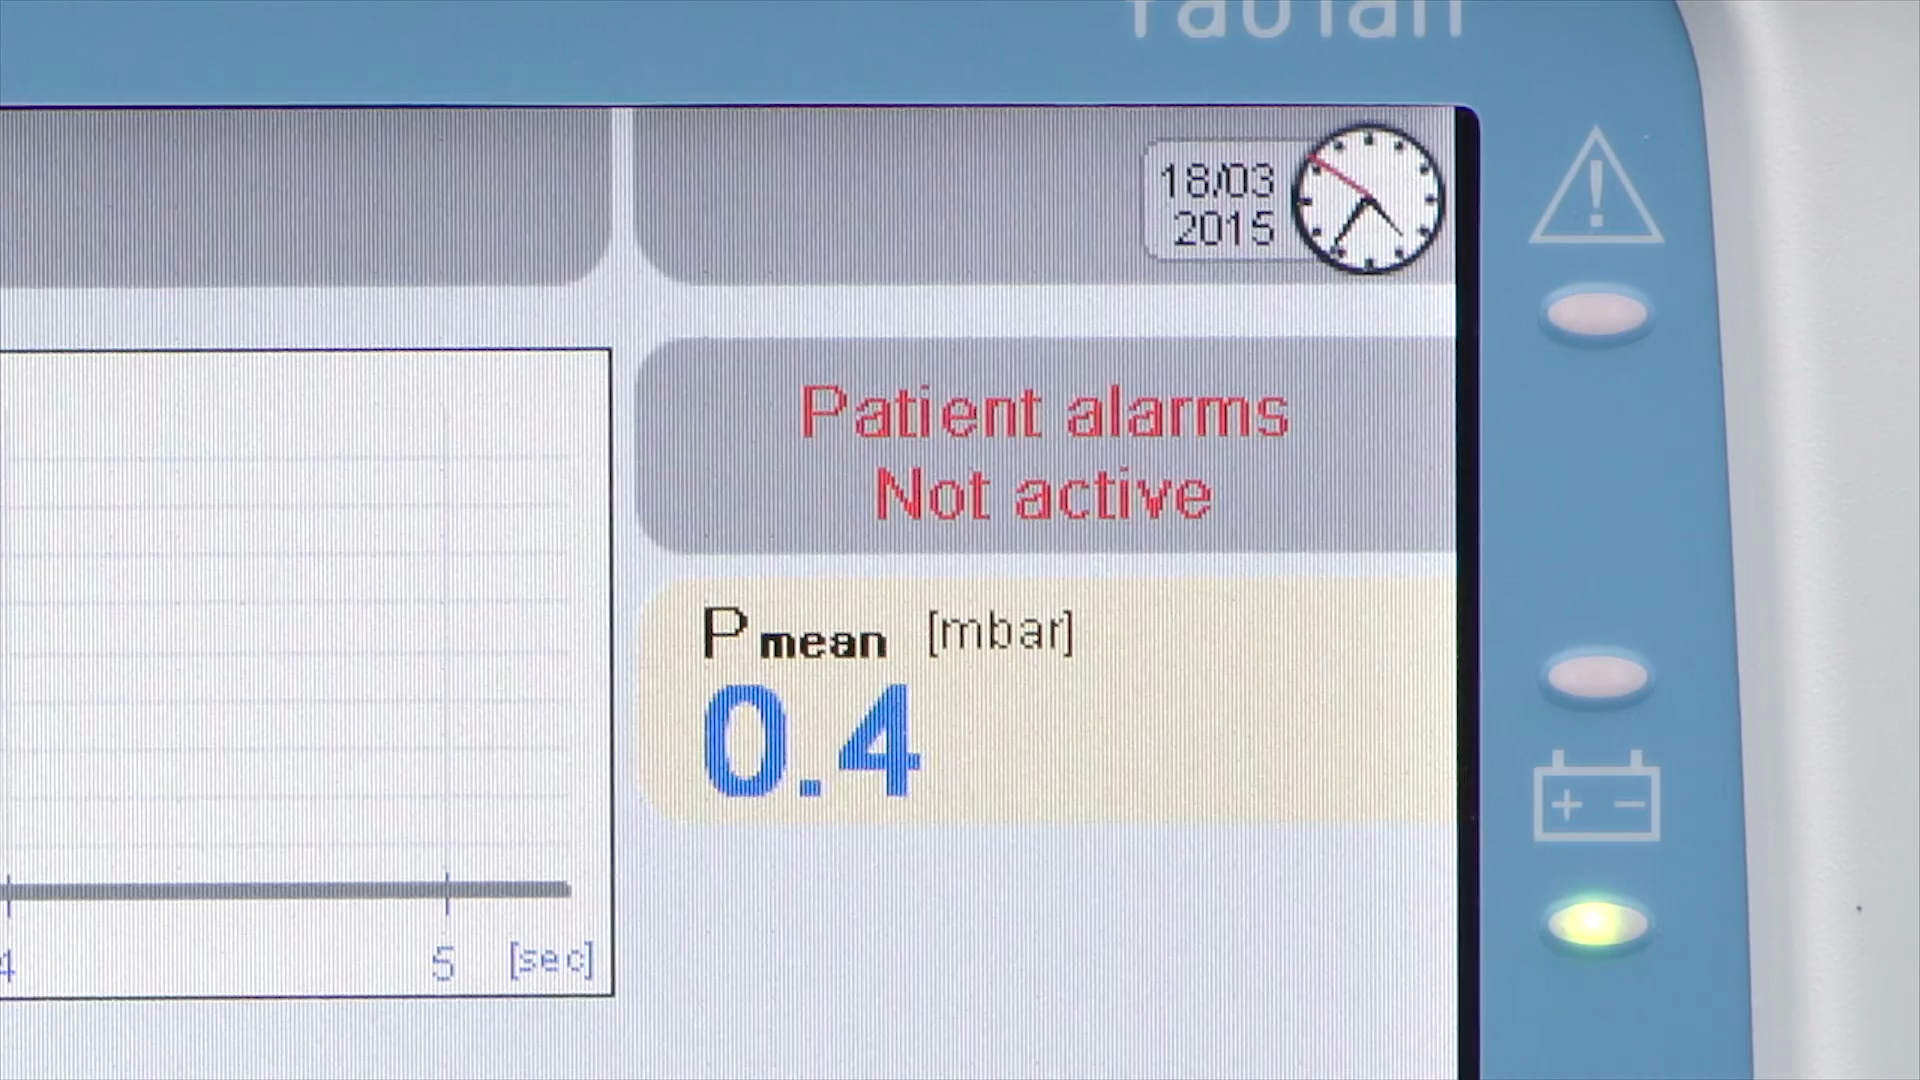 18/03
2015
Patient alarms
Not active
P mean [mbar]
0.4
4 5 [sec]